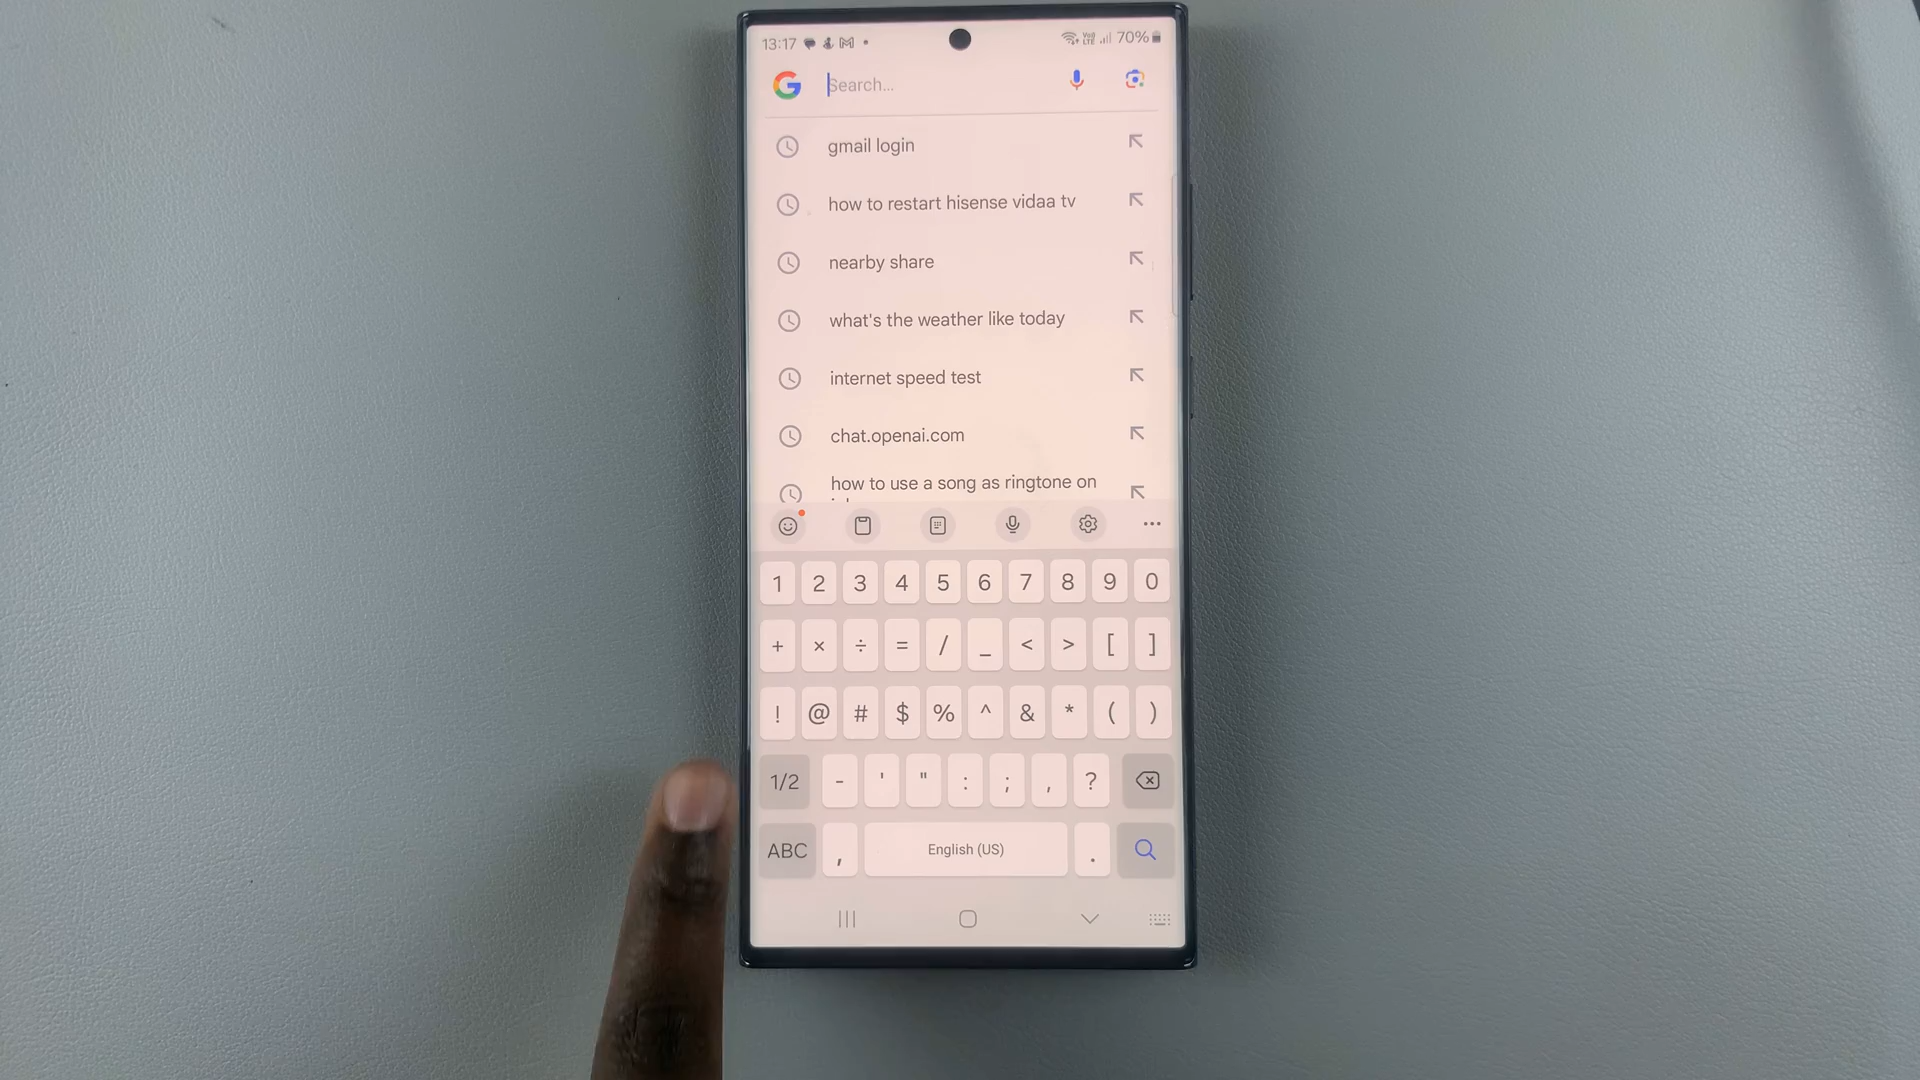 13:17
Vo)) LTE 70%
Search...
gmail login
how to restart hisense vidaa tv
nearby share
what's the weather like today
internet speed test
chat.openai.com
how to use a song as ringtone on
1 2 3 4 5 6 7 8 9 0
+ × ÷ = / _ < > [ ]
! @ # $ % ^ & * ( )
1/2 - ' " : ; , ?
ABC , English (US) .